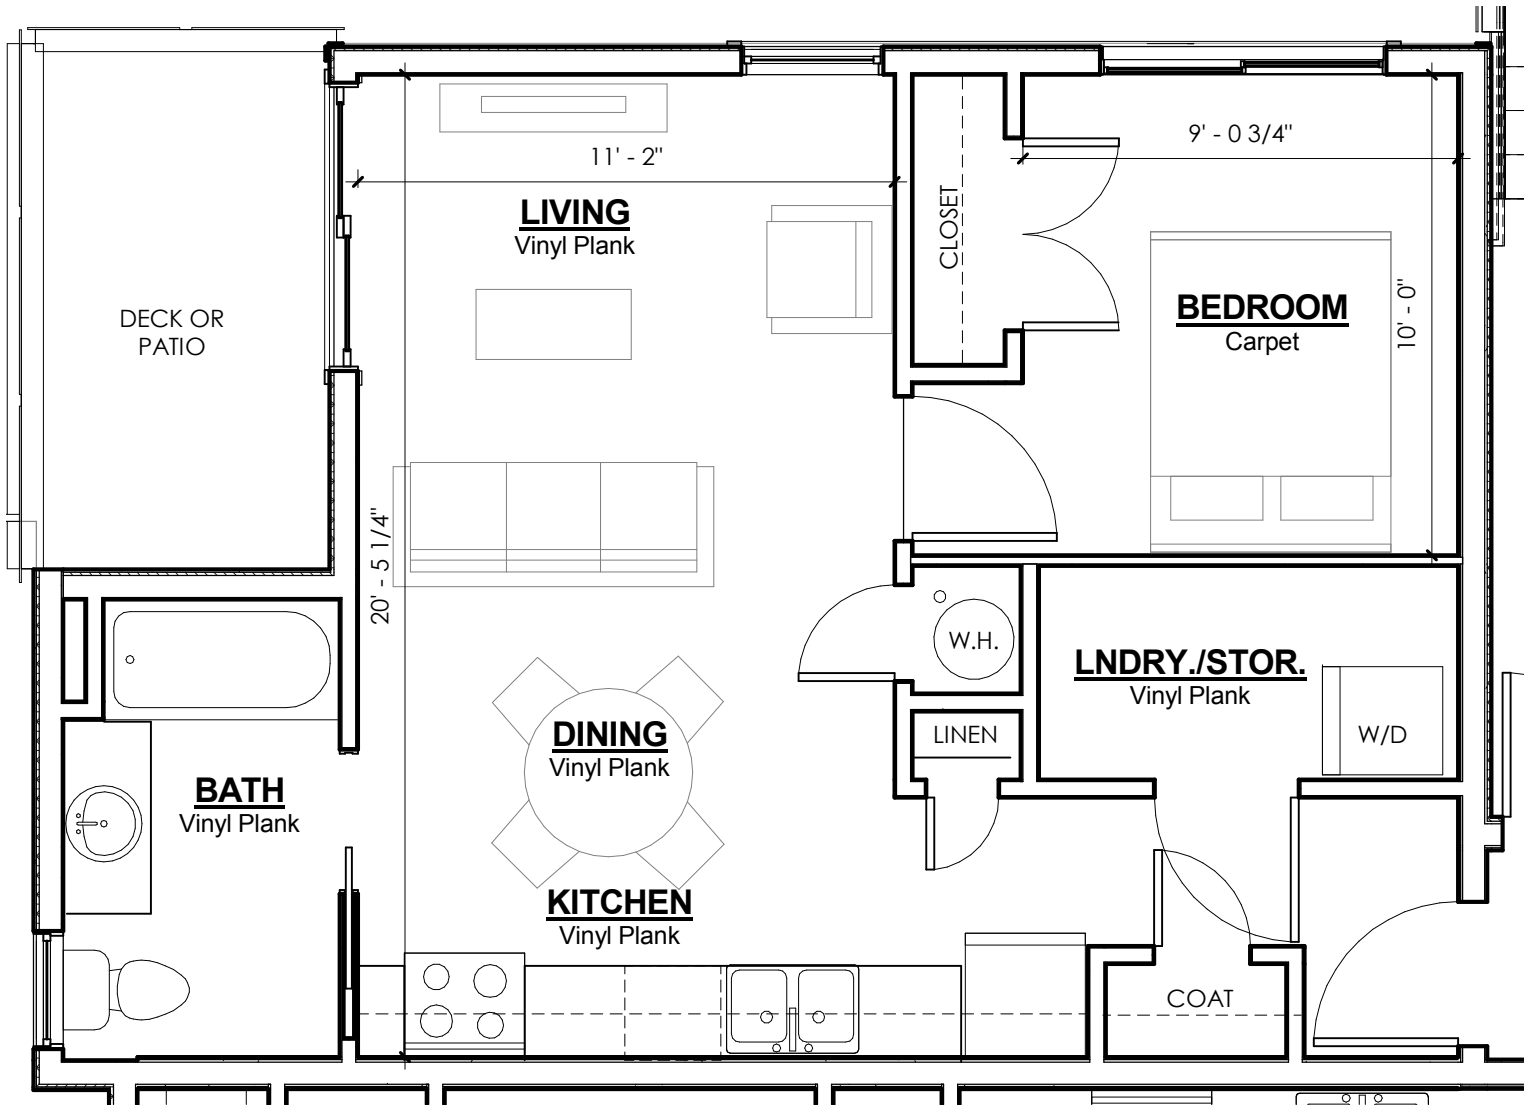 9' - 0 3/4"
11' - 2"
LIVING
Vinyl Plank
CLOSET
DECK OR
PATIO
BEDROOM
Carpet
10' - 0"
20' - 5 1/4"
W.H.
LNDRY./STOR.
Vinyl Plank
LINEN
W/D
DINING
Vinyl Plank
BATH
Vinyl Plank
KITCHEN
Vinyl Plank
COAT